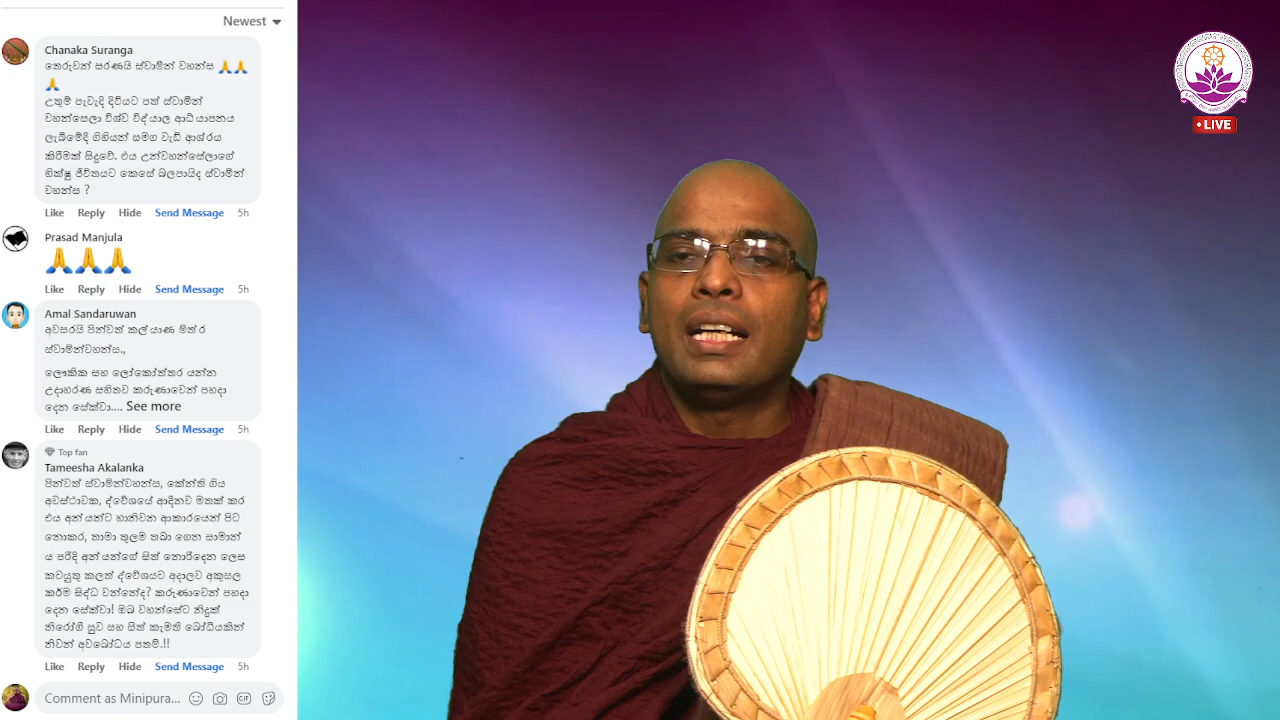 Newest
Chanaka Suranga
තෙරුවන් සරණයි ස්වාමීන් වහන්ස 🙏🙏
🙏
උතුම් පැවැදි දිවියට පත් ස්වාමීන්
වහන්සෙලා විශ්ව විද්‍යාල ආධ්‍යාපනය
ලැබීමේදී ගිහියන් සමග වැඩි ආශ්‍රය
කිරීමක් සිදුවේ. එය උන්වහන්සේලාගේ
භික්ෂු ජීවිතයට කෙසේ බලපායිද ස්වාමීන්
වහන්ස ?
Like Reply Hide Send Message 5h
Prasad Manjula
🙏🙏🙏
Like Reply Hide Send Message 5h
Amal Sandaruwan
අවසරයි පින්වත් කල්‍යාණ මිත්‍ර
ස්වාමින්වහන්ස.,
ලෞකික සහ ලෝකෝත්තර යන්න
උදාහරණ සහිතව කරුණාවෙන් පහදා
දෙන සේක්වා.... See more
Like Reply Hide Send Message 5h
Top fan
Tameesha Akalanka
පින්වත් ස්වාමීන්වහන්ස, කේන්ති ගිය
අවස්ථාවක, ද්වේශයේ ආදීනව මතක් කර
එය අන්‍යන්ට හානිවන ආකාරයෙන් පිට
නොකර, තමා තුලම තබා ගෙන සාමාන්
ය පරිදි අන්‍යන්ගේ සිත් නොරිදෙන ලෙස
කටයුතු කලත් ද්වේශයට අදාලව අකුසල
කර්ම සිද්ධ වන්නේද? කරුණාවෙන් පහදා
දෙන සේක්වා! ඔබ වහන්සේට නිදුක්
නිරෝගි සුව සහ සිත් කැමති බෝධියකින්
නිවන් අවබෝධය පතමි.!!
Like Reply Hide Send Message 5h
Comment as Minipura...
GIF
LIVE